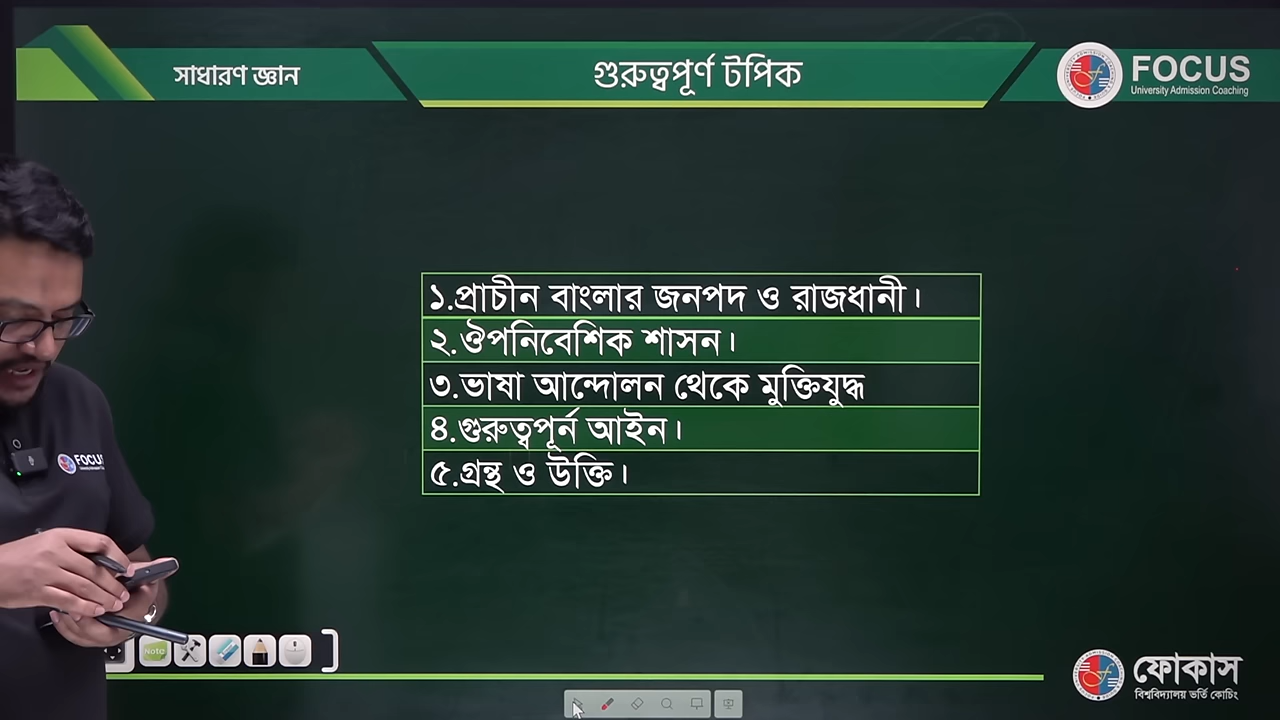 সাধারণ জ্ঞান
গুরুত্বপূর্ণ টপিক
FOCUS
University Admission Coaching
১.প্রাচীন বাংলার জনপদ ও রাজধানী।
২.ঔপনিবেশিক শাসন।
৩.ভাষা আন্দোলন থেকে মুক্তিযুদ্ধ
৪.গুরুত্বপূর্ন আইন।
৫.গ্রন্থ ও উক্তি।
FOCUS
Note
ফোকাস
বিশ্ববিদ্যালয় ভর্তি কোচিং